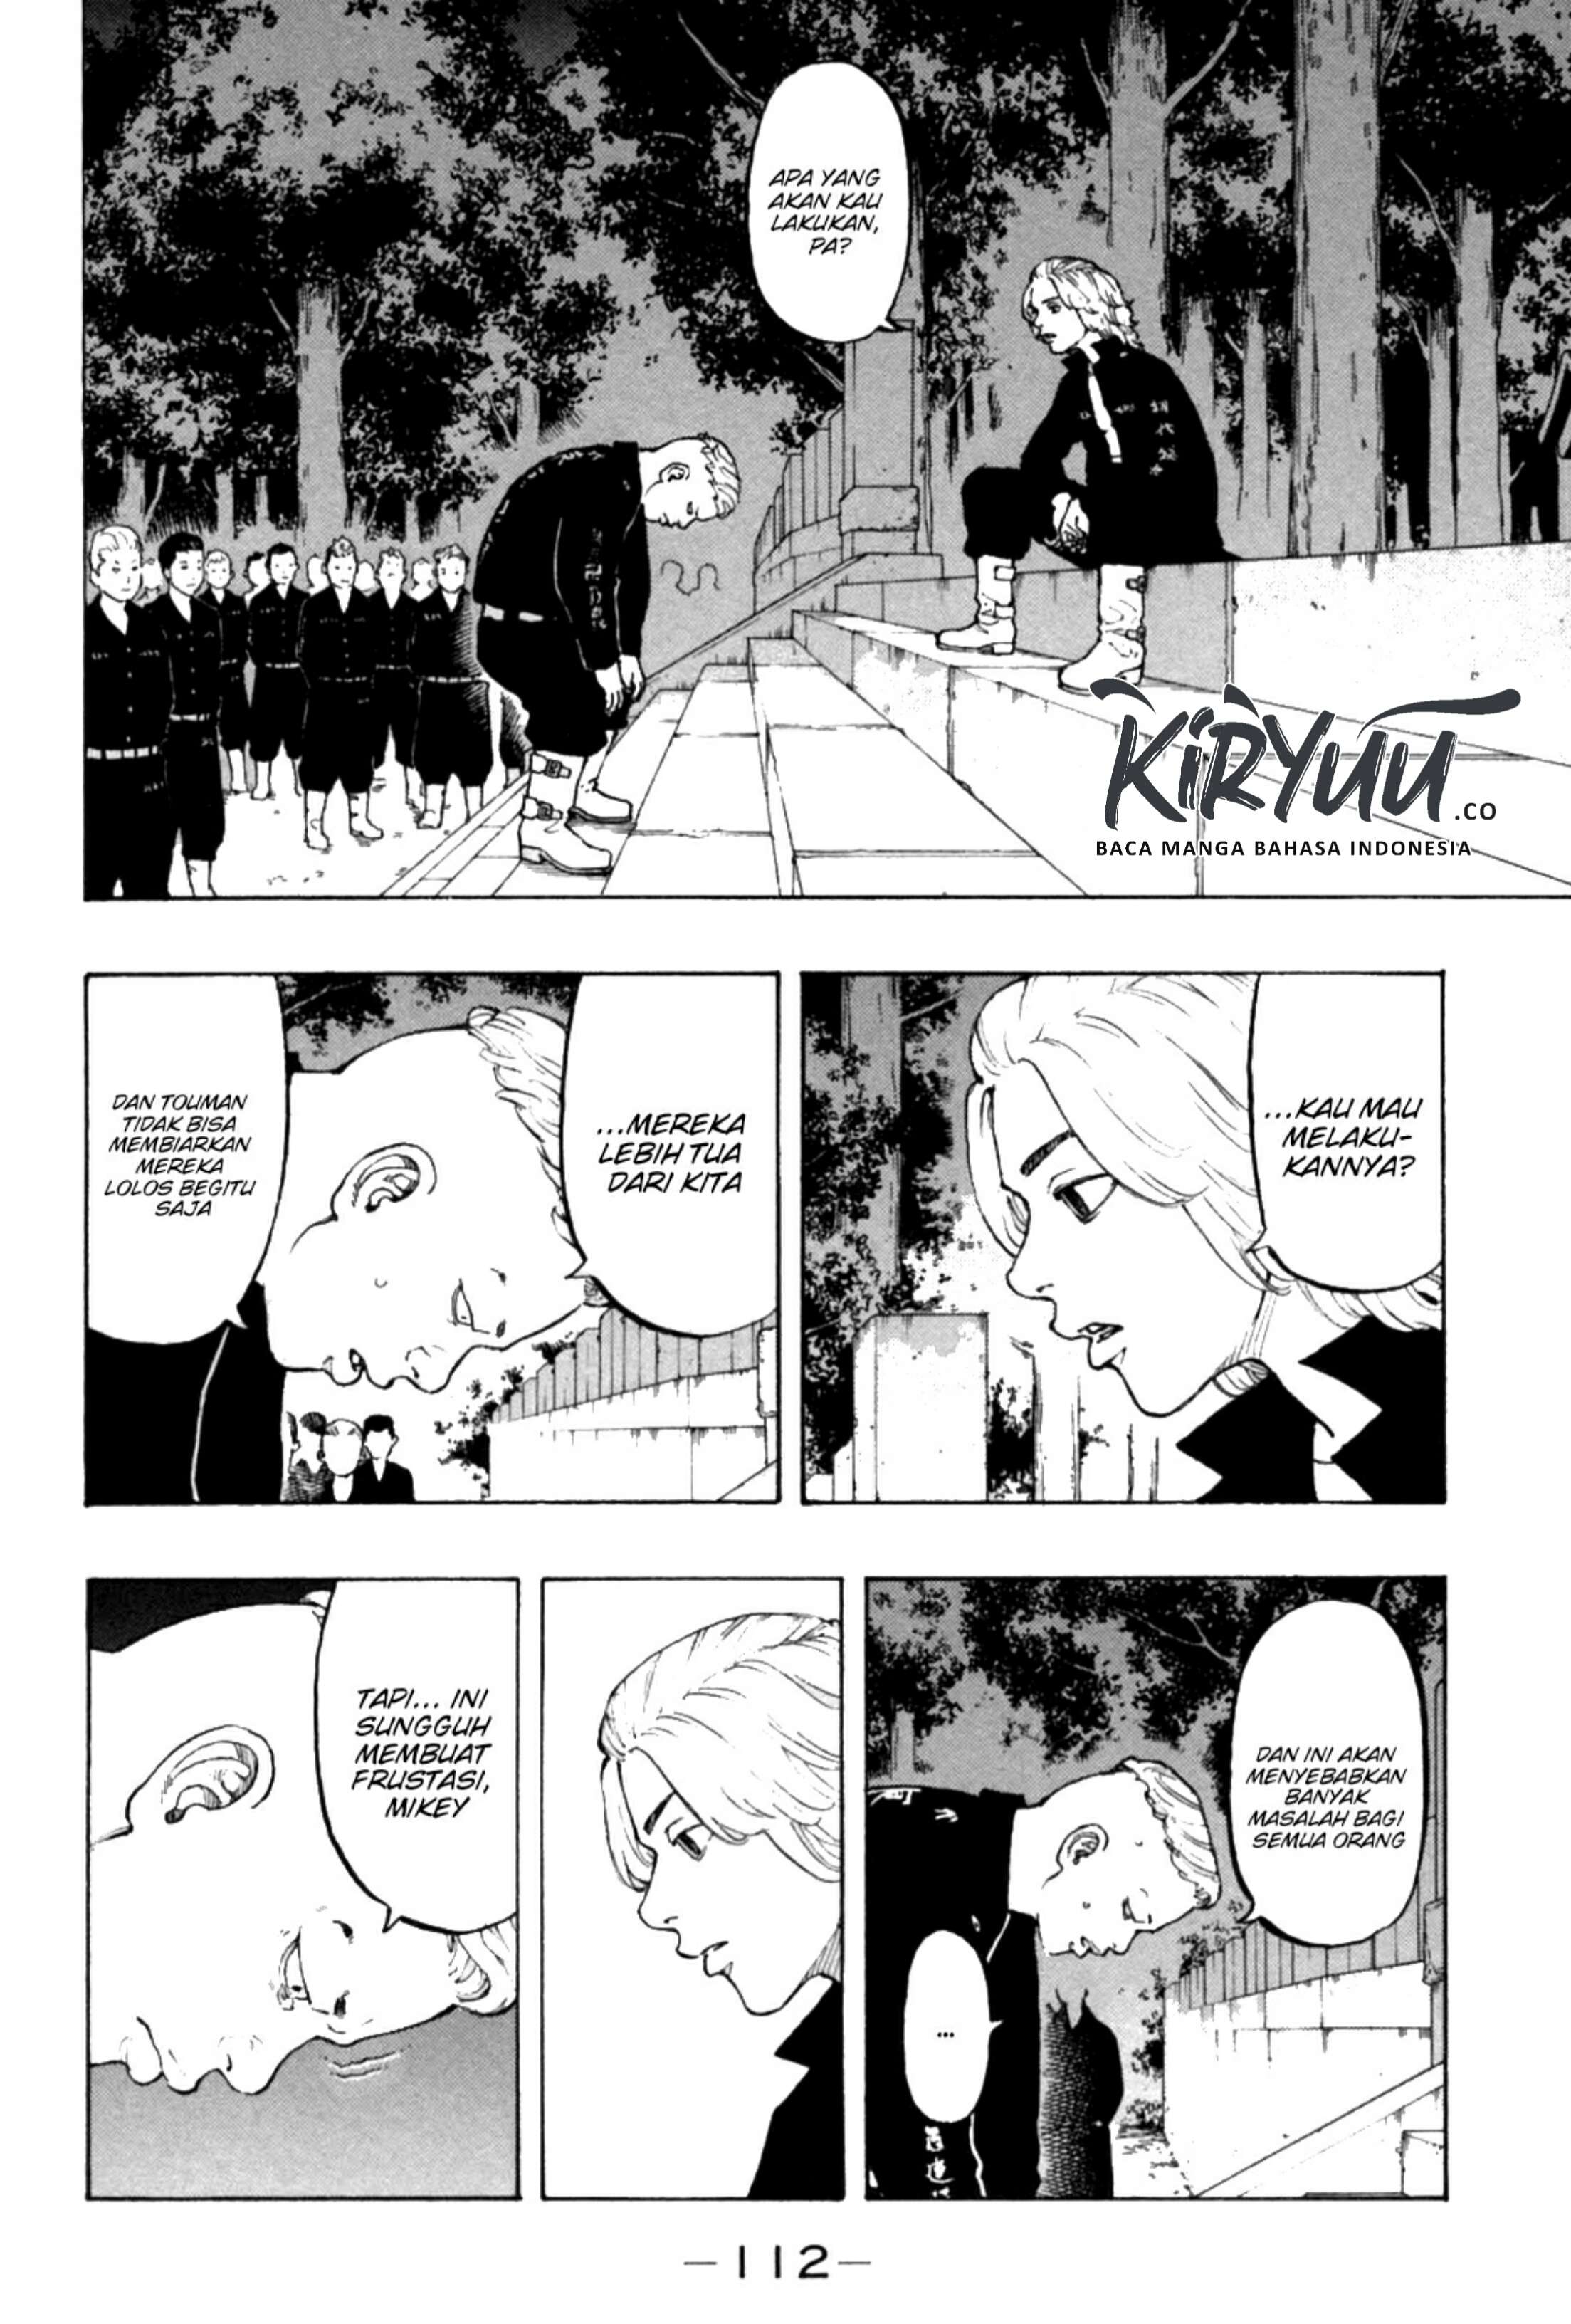 APA YANG
AKAN KAU
LAKUKAN,
PA?
KIRYUU.CO
BACA MANGA BAHASA INDONESIA
...KAU MAU
MELAKU-
KANNYA?
...MEREKA
LEBIH TUA
DARI KITA
DAN TOUMAN
TIDAK BISA
MEMBIARKAN
MEREKA
LOLOS BEGITU
SAJA
DAN INI AKAN
MENYEBABKAN
BANYAK
MASALAH BAGI
SEMUA ORANG
...
TAPI... INI
SUNGGUH
MEMBUAT
FRUSTASI,
MIKEY
—112—